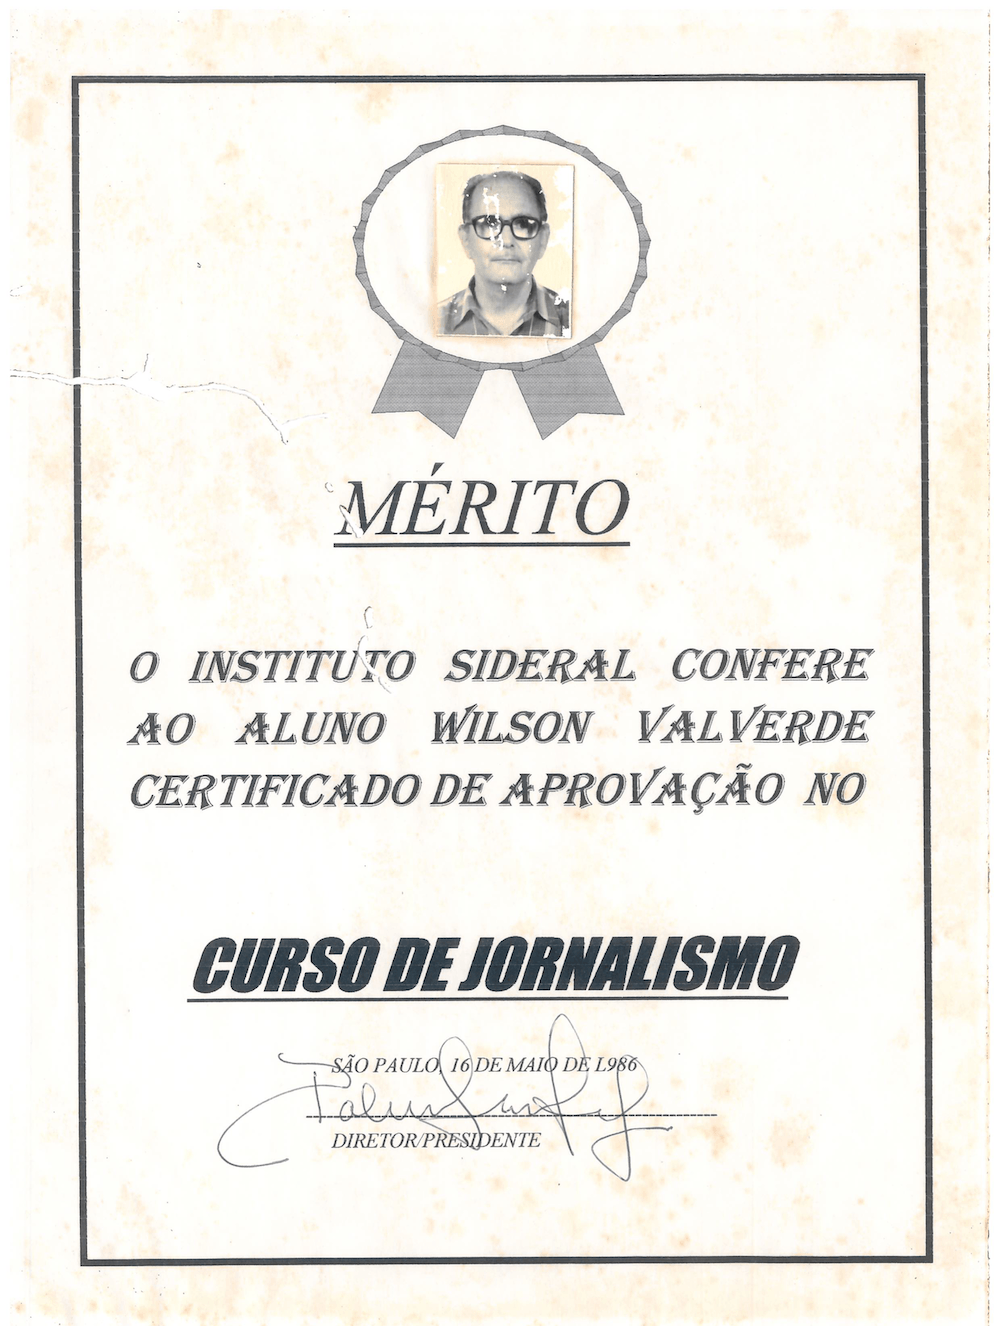 MÉRITO
O INSTITUTO SIDERAL CONFERE
AO ALUNO WILSON VALVERDE
CERTIFICADO DE APROVAÇÃO NO
CURSO DE JORNALISMO
SÃO PAULO, 16 DE MAIO DE L986
DIRETOR/PRESIDENTE